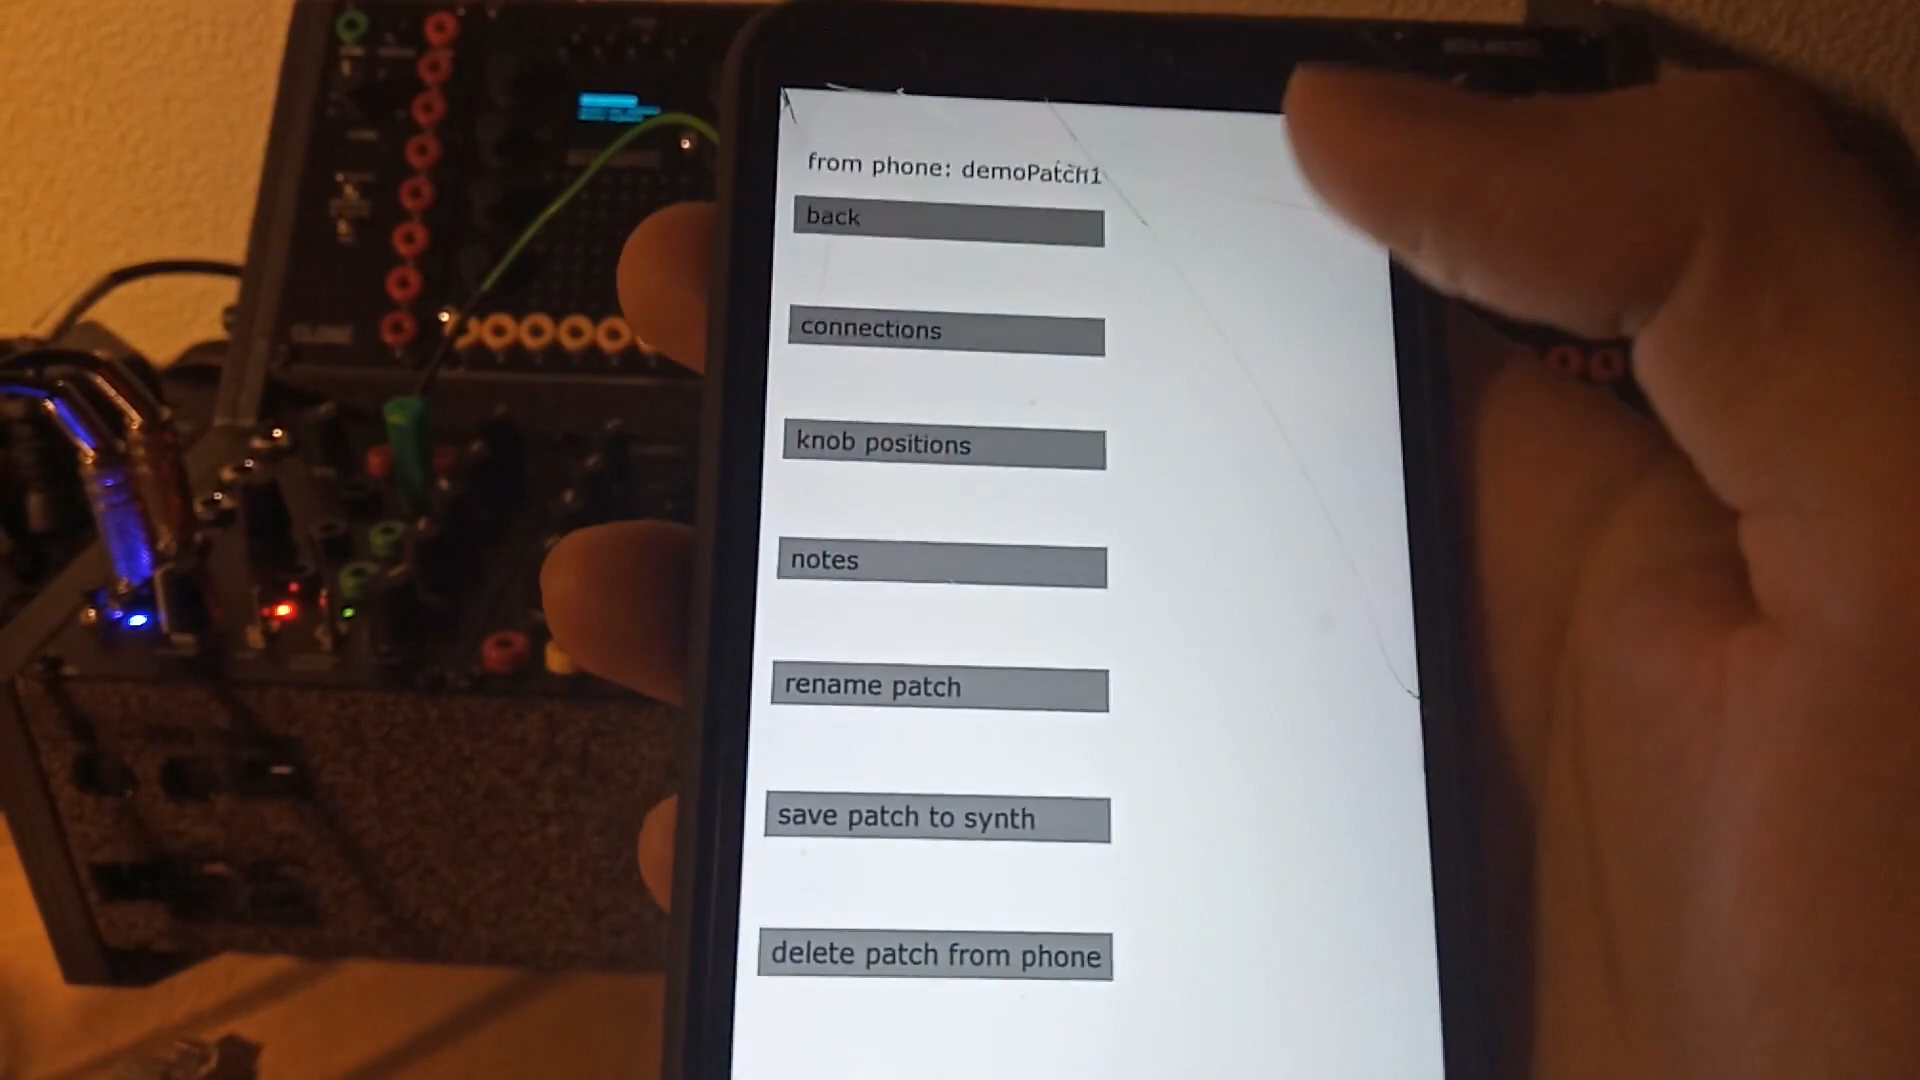 from phone: demoPatch1
back
connections
knob positions
notes
rename patch
save patch to synth
delete patch from phone